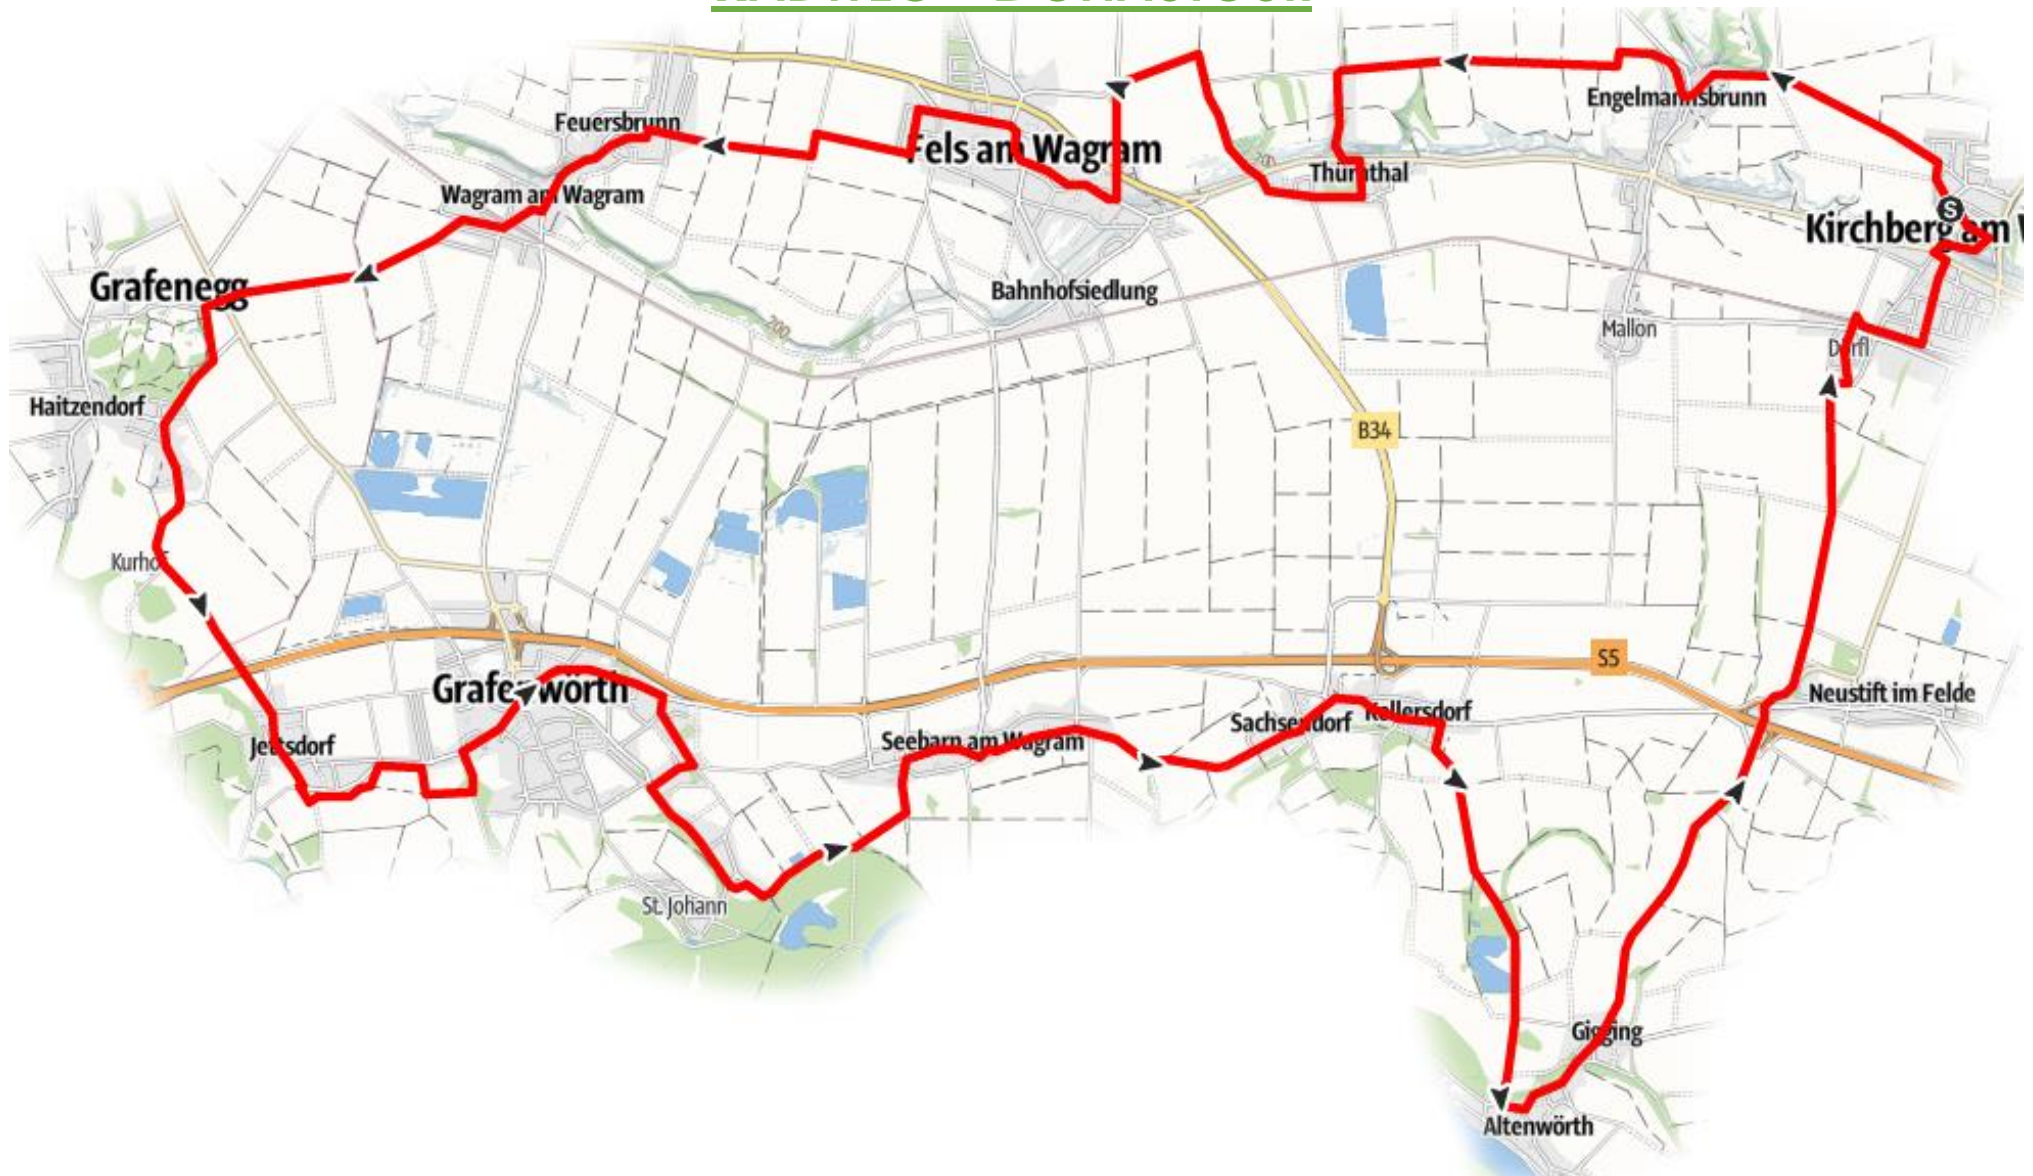 Engelmannsbrunn
Feuersbrunn
Fels am Wagram
Thürnthal
Wagram am Wagram
S
Kirchberg am
Grafenegg
Bahnhofsiedlung
200
Mallon
Dörfl
Haitzendorf
B34
Kurhof
S5
Grafenwörth
Neustift im Felde
Sachsendorf
Kollersdorf
Jettsdorf
Seebarn am Wagram
St. Johann
Gigging
Altenwörth